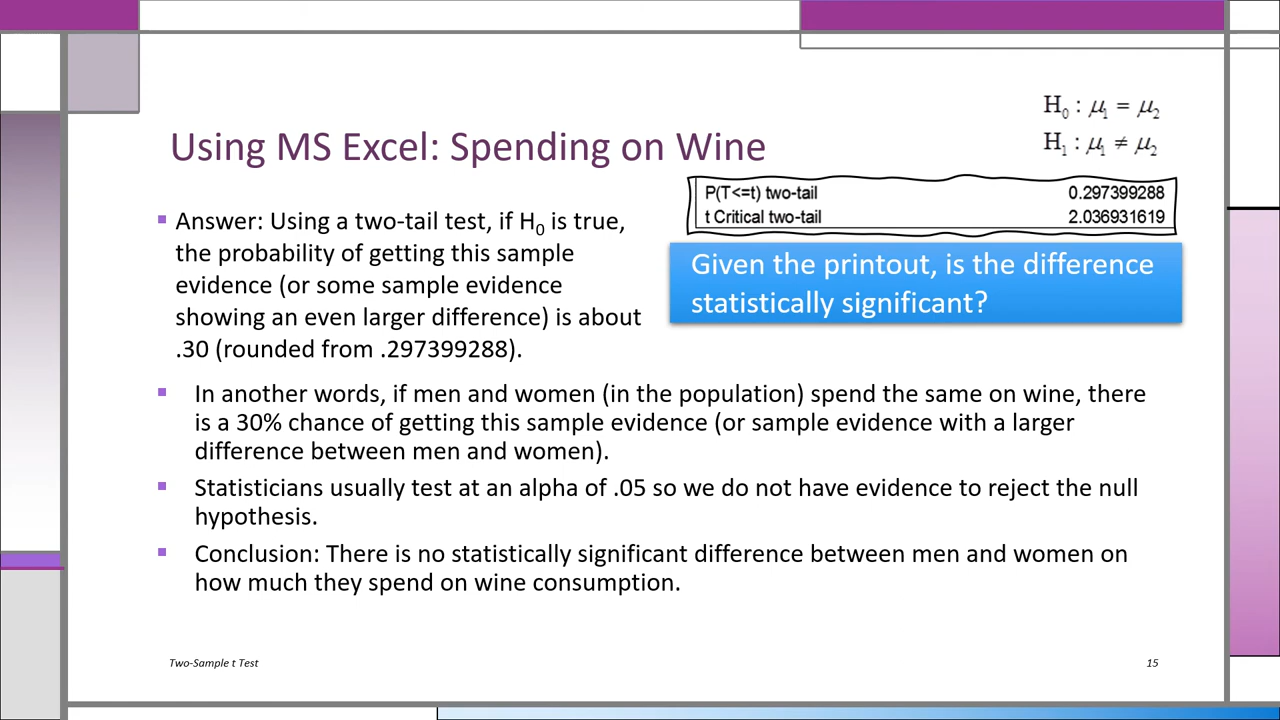 H0 : μ1 = μ2
H1 : μ1 ≠ μ2
Using MS Excel: Spending on Wine
P(T<=t) two-tail 0.297399288
t Critical two-tail 2.036931619
Given the printout, is the difference
statistically significant?
▪ Answer: Using a two-tail test, if H0 is true,
the probability of getting this sample
evidence (or some sample evidence
showing an even larger difference) is about
.30 (rounded from .297399288).
▪ In another words, if men and women (in the population) spend the same on wine, there
is a 30% chance of getting this sample evidence (or sample evidence with a larger
difference between men and women).
▪ Statisticians usually test at an alpha of .05 so we do not have evidence to reject the null
hypothesis.
▪ Conclusion: There is no statistically significant difference between men and women on
how much they spend on wine consumption.
Two-Sample t Test 15